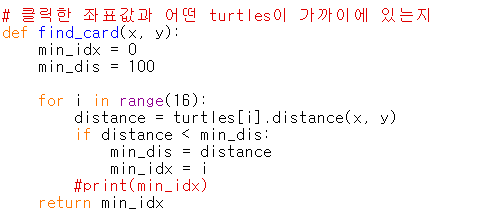 # 클릭한 좌표값과 어떤 turtles이 가까이에 있는지
def find_card(x, y):
    min_idx = 0
    min_dis = 100

    for i in range(16):
        distance = turtles[i].distance(x, y)
        if distance < min_dis:
            min_dis = distance
            min_idx = i
        #print(min_idx)
    return min_idx